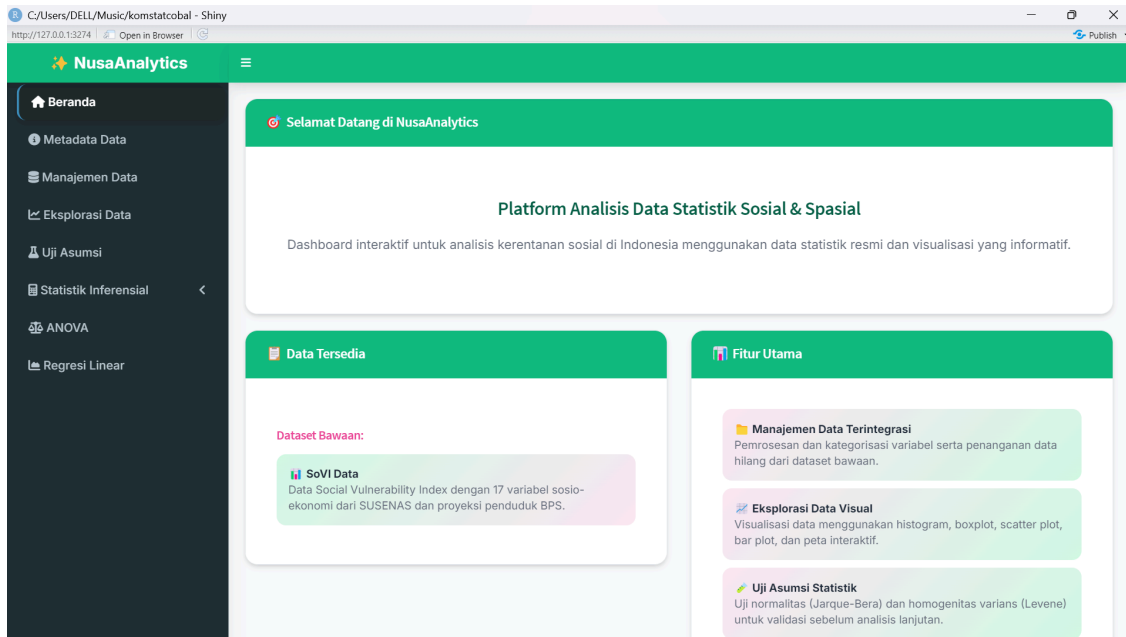 C:/Users/DELL/Music/komstatcobal - Shiny
http://127.0.0.1:3274
Open in Browser
Publish
NusaAnalytics
Beranda
Metadata Data
Manajemen Data
Eksplorasi Data
Uji Asumsi
Statistik Inferensial
ANOVA
Regresi Linear
Selamat Datang di NusaAnalytics
Platform Analisis Data Statistik Sosial & Spasial
Dashboard interaktif untuk analisis kerentanan sosial di Indonesia menggunakan data statistik resmi dan visualisasi yang informatif.
Data Tersedia
Dataset Bawaan:
SoVI Data
Data Social Vulnerability Index dengan 17 variabel sosio-
ekonomi dari SUSENAS dan proyeksi penduduk BPS.
Fitur Utama
Manajemen Data Terintegrasi
Pemrosesan dan kategorisasi variabel serta penanganan data
hilang dari dataset bawaan.
Eksplorasi Data Visual
Visualisasi data menggunakan histogram, boxplot, scatter plot,
bar plot, dan peta interaktif.
Uji Asumsi Statistik
Uji normalitas (Jarque-Bera) dan homogenitas varians (Levene)
untuk validasi sebelum analisis lanjutan.